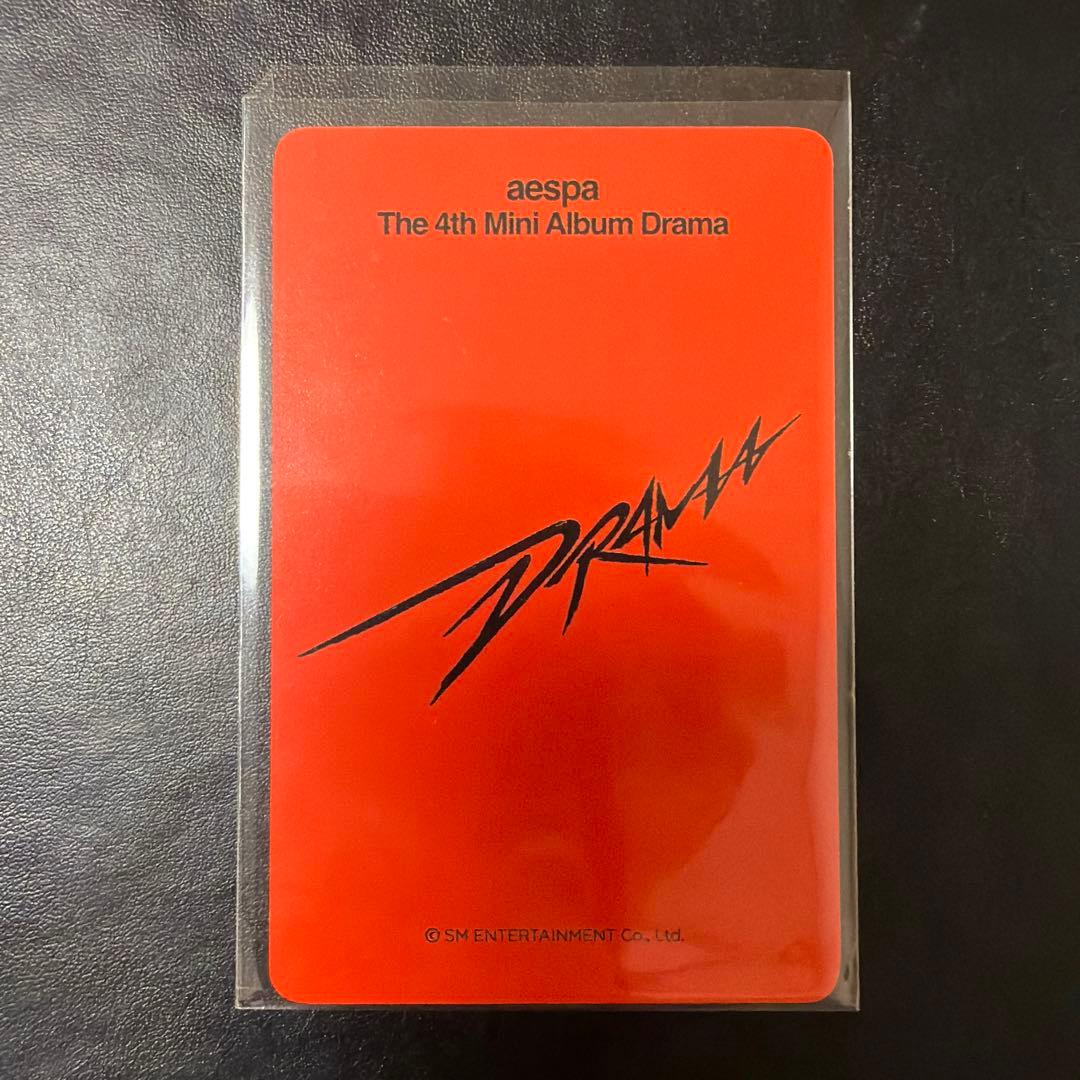 aespa
The 4th Mini Album Drama
DRAMA
© SM ENTERTAINMENT Co., Ltd.